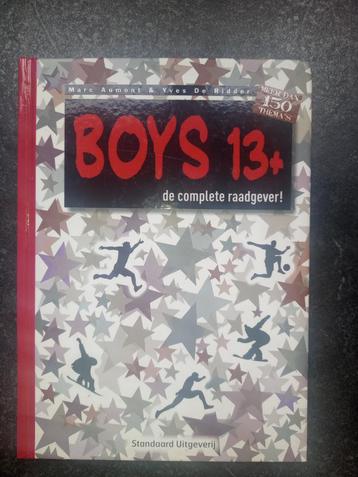 Marc Aumont & Yves De Ridder
MEER DAN
150
THEMA'S
BOYS 13+
de complete raadgever!
Standaard Uitgeverij